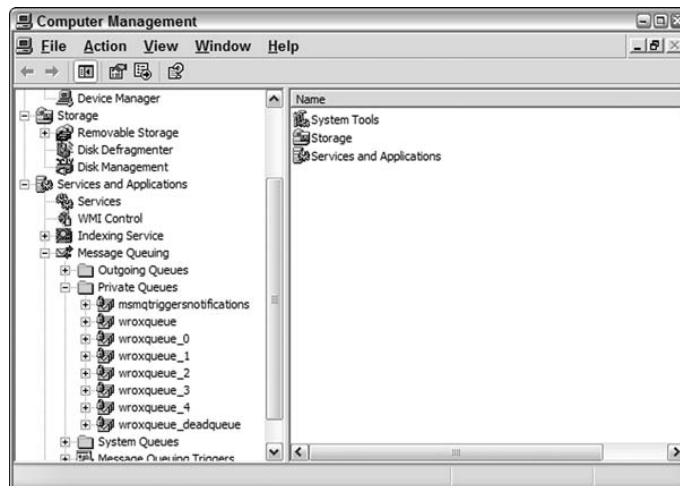 Computer Management
File Action View Window Help
Device Manager
Storage
Removable Storage
Disk Defragmenter
Disk Management
Services and Applications
Services
WMI Control
Indexing Service
Message Queuing
Outgoing Queues
Private Queues
msmqtriggersnotifications
wroxqueue
wroxqueue_0
wroxqueue_1
wroxqueue_2
wroxqueue_3
wroxqueue_4
wroxqueue_deadqueue
System Queues
Message Queuing Triggers
Name
System Tools
Storage
Services and Applications